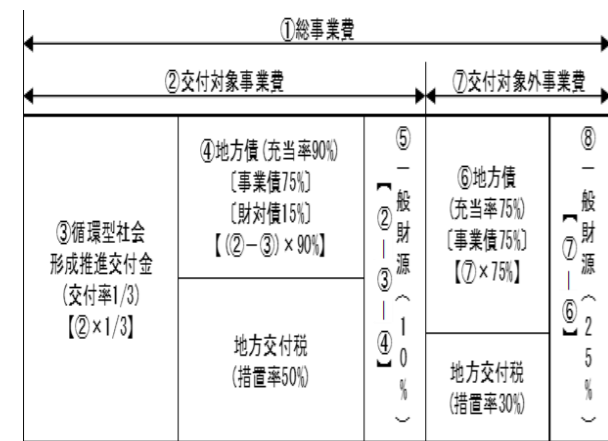 ①総事業費
②交付対象事業費
⑦交付対象外事業費
③循環型社会
形成推進交付金
(交付率1/3)
【②×1/3】
④地方債(充当率90%)
〔事業債75%〕
〔財対債15%〕
【(②－③)×90%】
地方交付税
(措置率50%)
⑤一般財源(10%)
【②－③－④】
⑥地方債
(充当率75%)
〔事業債75%〕
【⑦×75%】
地方交付税
(措置率30%)
⑧一般財源(25%)
【⑦－⑥】